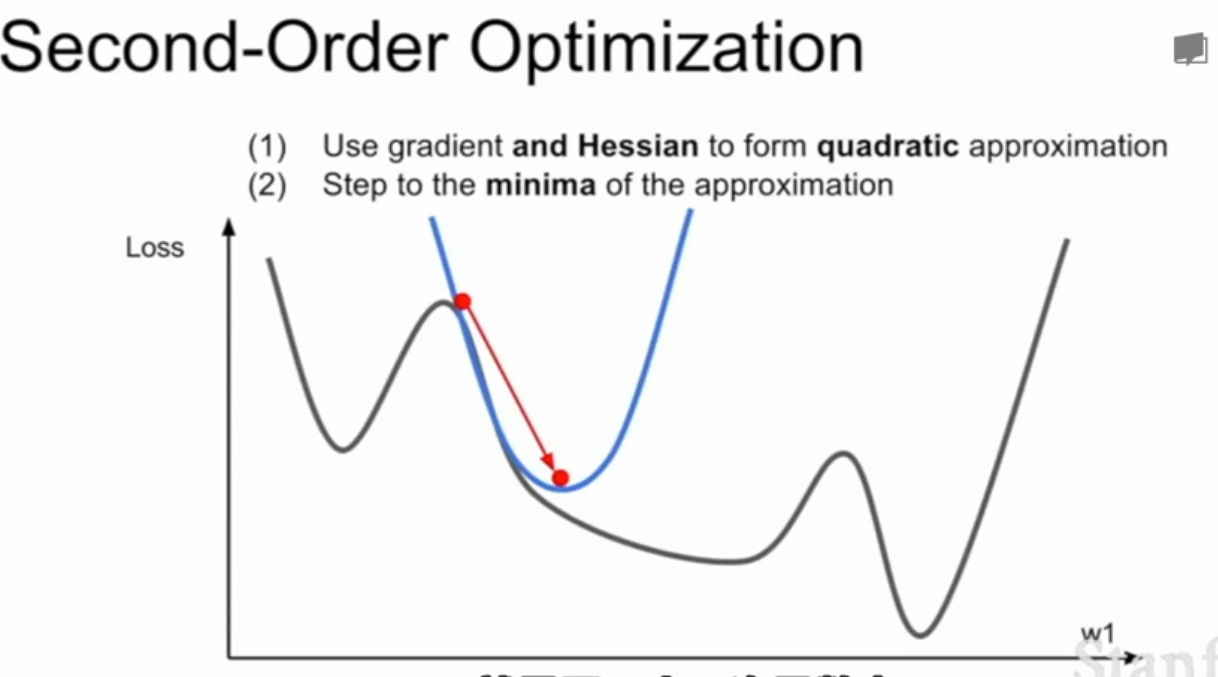 Second-Order Optimization
(1) Use gradient and Hessian to form quadratic approximation
(2) Step to the minima of the approximation
Loss
w1